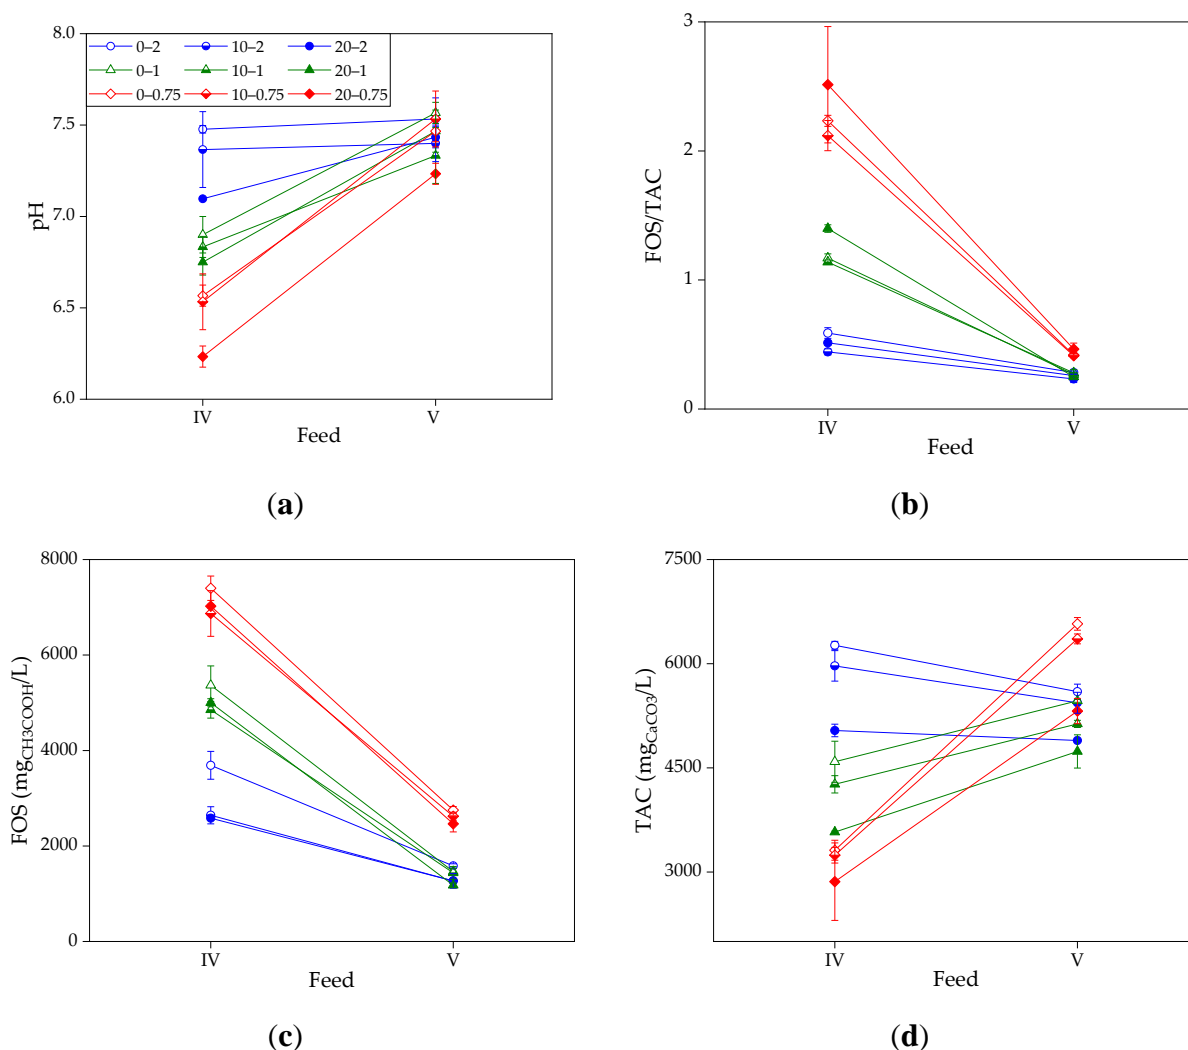 8.0
7.5
7.0
6.5
6.0
pH
0–2 10–2 20–2
0–1 10–1 20–1
0–0.75 10–0.75 20–0.75
IV V
Feed
(a)
3
2
1
0
FOS/TAC
IV V
Feed
(b)
8000
6000
4000
2000
0
FOS (mgCH3COOH/L)
IV V
Feed
(c)
7500
6000
4500
3000
TAC (mgCaCO3/L)
IV V
Feed
(d)